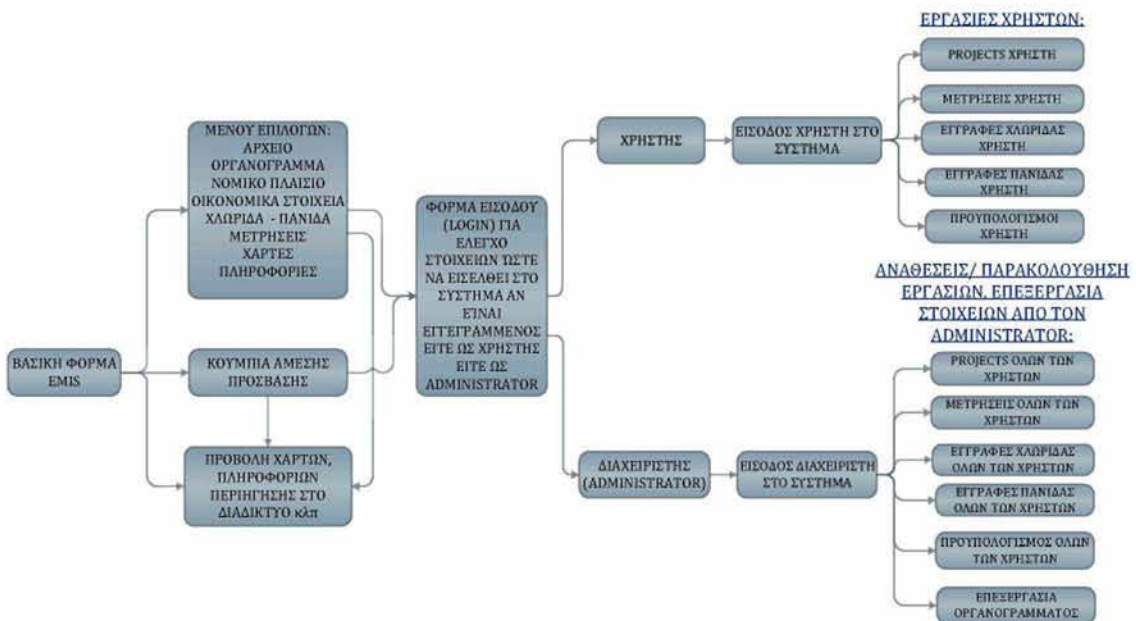 ΒΑΣΙΚΗ ΦΟΡΜΑ
EMIS
ΜΕΝΟΥ ΕΠΙΛΟΓΩΝ:
ΑΡΧΕΙΟ
ΟΡΓΑΝΟΓΡΑΜΜΑ
ΝΟΜΙΚΟ ΠΛΑΙΣΙΟ
ΟΙΚΟΝΟΜΙΚΑ ΣΤΟΙΧΕΙΑ
ΧΛΩΡΙΔΑ - ΠΑΝΙΔΑ
ΜΕΤΡΗΣΕΙΣ
ΧΑΡΤΕΣ
ΠΛΗΡΟΦΟΡΙΕΣ
ΚΟΥΜΠΙΑ ΑΜΕΣΗΣ
ΠΡΟΣΒΑΣΗΣ
ΠΡΟΒΟΛΗ ΧΑΡΤΩΝ,
ΠΛΗΡΟΦΟΡΙΩΝ
ΠΕΡΙΗΓΗΣΗΣ ΣΤΟ
ΔΙΑΔΙΚΤΥΟ κλπ
ΦΟΡΜΑ ΕΙΣΟΔΟΥ
(LOGIN) ΓΙΑ
ΕΛΕΓΧΟ
ΣΤΟΙΧΕΙΩΝ ΏΣΤΕ
ΝΑ ΕΙΣΕΛΘΕΙ ΣΤΟ
ΣΥΣΤΗΜΑ ΑΝ
ΕΊΝΑΙ
ΕΓΓΕΓΡΑΜΜΕΝΟΣ
ΕΙΤΕ ΩΣ ΧΡΗΣΤΗΣ
ΕΙΤΕ ΩΣ
ADMINISTRATOR
ΧΡΗΣΤΗΣ
ΕΙΣΟΔΟΣ ΧΡΗΣΤΗ ΣΤΟ
ΣΥΣΤΗΜΑ
ΕΡΓΑΣΙΕΣ ΧΡΗΣΤΩΝ:
PROJECTS ΧΡΗΣΤΗ
ΜΕΤΡΗΣΕΙΣ ΧΡΗΣΤΗ
ΕΓΓΡΑΦΕΣ ΧΛΩΡΙΔΑΣ
ΧΡΗΣΤΗ
ΕΓΓΡΑΦΕΣ ΠΑΝΙΔΑΣ
ΧΡΗΣΤΗ
ΠΡΟΥΠΟΛΟΓΙΣΜΟΙ
ΧΡΗΣΤΗ
ΔΙΑΧΕΙΡΙΣΤΗΣ
(ADMINISTRATOR)
ΕΙΣΟΔΟΣ ΔΙΑΧΕΙΡΙΣΤΗ
ΣΤΟ ΣΥΣΤΗΜΑ
ΑΝΑΘΕΣΕΙΣ/ ΠΑΡΑΚΟΛΟΥΘΗΣΗ
ΕΡΓΑΣΙΩΝ, ΕΠΕΞΕΡΓΑΣΙΑ
ΣΤΟΙΧΕΙΩΝ ΑΠΟ ΤΟΝ
ADMINISTRATOR:
PROJECTS ΟΛΩΝ ΤΩΝ
ΧΡΗΣΤΩΝ
ΜΕΤΡΗΣΕΙΣ ΟΛΩΝ ΤΩΝ
ΧΡΗΣΤΩΝ
ΕΓΓΡΑΦΕΣ ΧΛΩΡΙΔΑΣ
ΟΛΩΝ ΤΩΝ ΧΡΗΣΤΩΝ
ΕΓΓΡΑΦΕΣ ΠΑΝΙΔΑΣ
ΟΛΩΝ ΤΩΝ ΧΡΗΣΤΩΝ
ΠΡΟΥΠΟΛΟΓΙΣΜΟΣ ΟΛΩΝ
ΤΩΝ ΧΡΗΣΤΩΝ
ΕΠΕΞΕΡΓΑΣΙΑ
ΟΡΓΑΝΟΓΡΑΜΜΑΤΟΣ